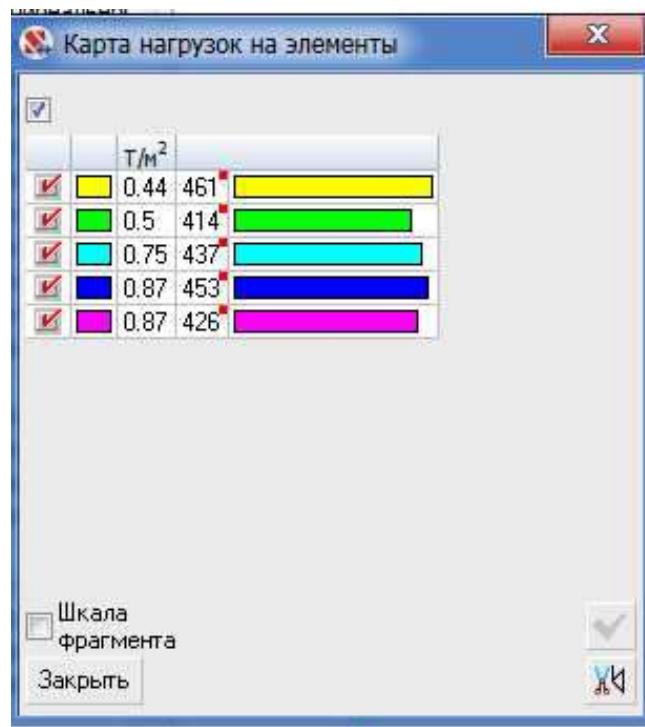 Карта нагрузок на элементы
Т/м²
0.44 461
0.5 414
0.75 437
0.87 453
0.87 426
Шкала
фрагмента
Закрыть